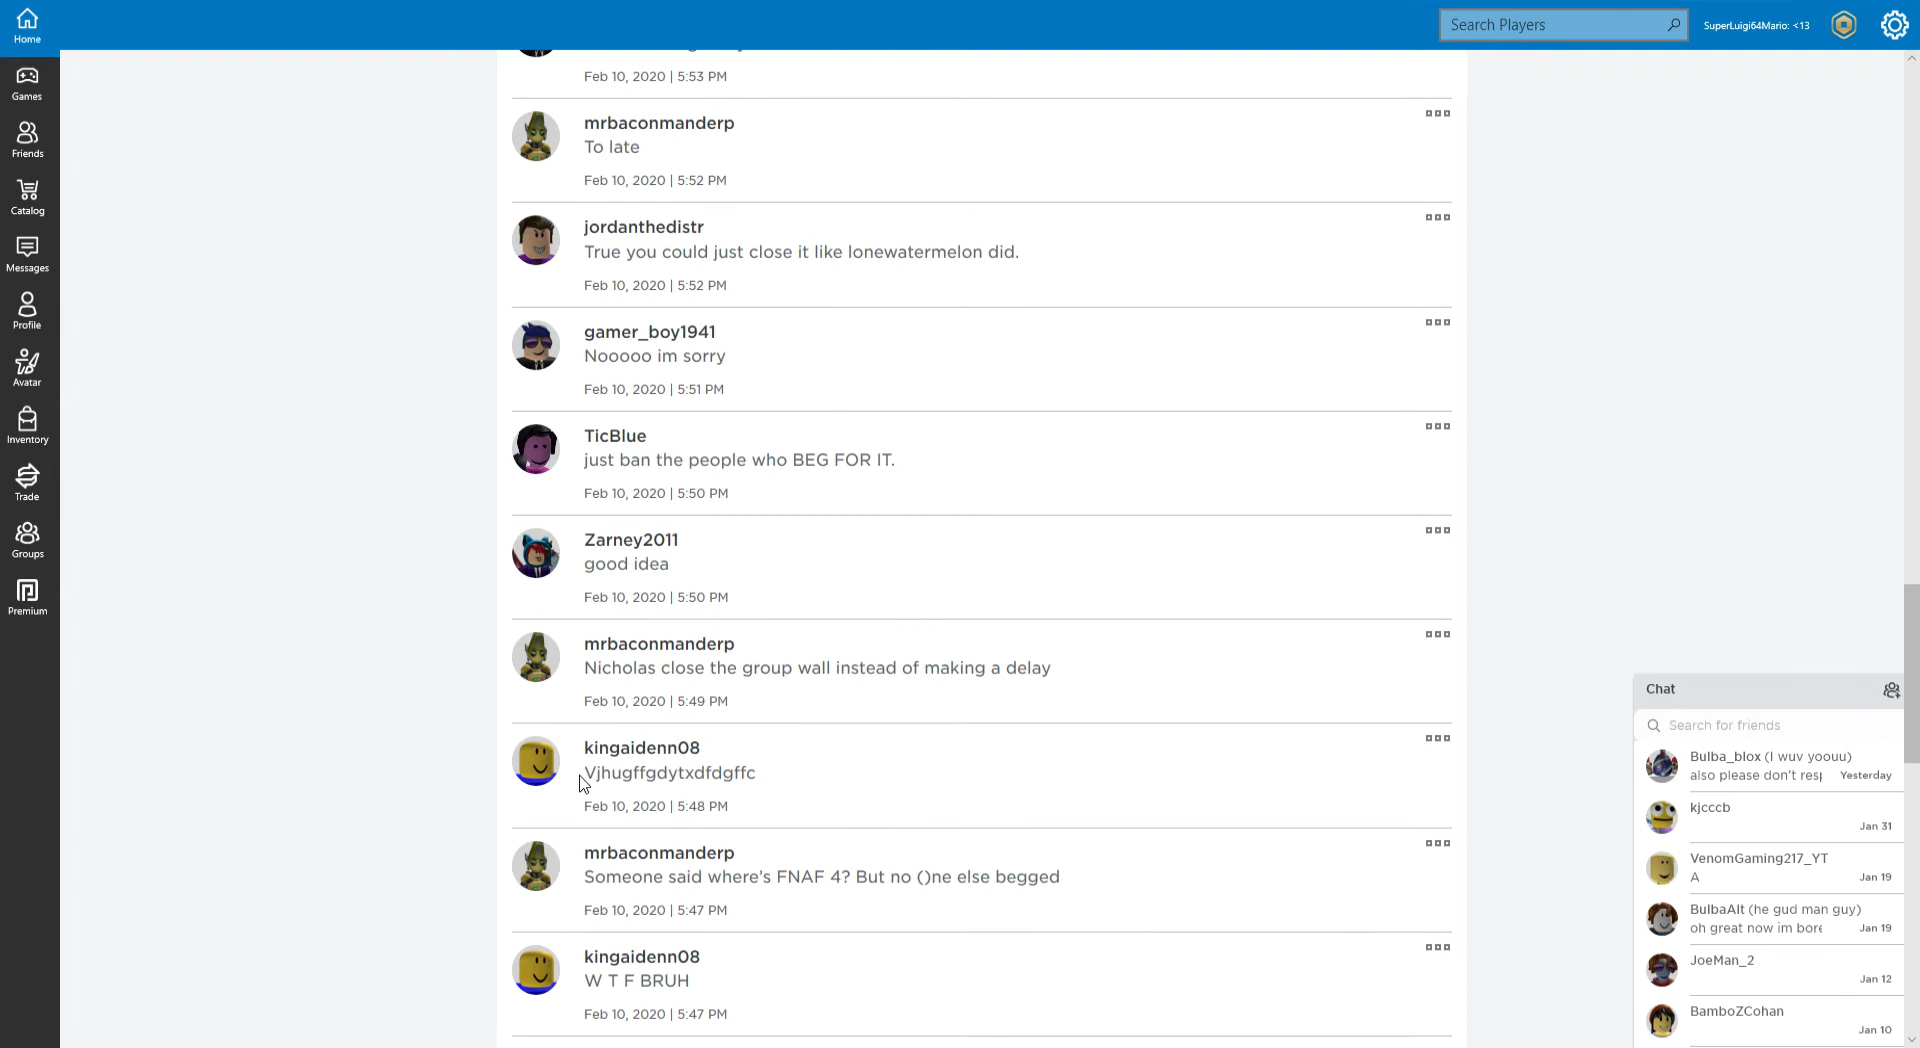 Home
Search Players
SuperLuigi64Mario: <13
Games
Friends
Catalog
Messages
Profile
Avatar
Inventory
Trade
Groups
Premium
Feb 10, 2020 | 5:53 PM
mrbaconmanderp
To late
Feb 10, 2020 | 5:52 PM
jordanthedistr
True you could just close it like lonewatermelon did.
Feb 10, 2020 | 5:52 PM
gamer_boy1941
Nooooo im sorry
Feb 10, 2020 | 5:51 PM
TicBlue
just ban the people who BEG FOR IT.
Feb 10, 2020 | 5:50 PM
Zarney2011
good idea
Feb 10, 2020 | 5:50 PM
mrbaconmanderp
Nicholas close the group wall instead of making a delay
Feb 10, 2020 | 5:49 PM
kingaidenn08
Vjhugffgdytxdfdgffc
Feb 10, 2020 | 5:48 PM
mrbaconmanderp
Someone said where's FNAF 4? But no ()ne else begged
Feb 10, 2020 | 5:47 PM
kingaidenn08
W T F BRUH
Feb 10, 2020 | 5:47 PM
Chat
Search for friends
Bulba_blox (I wuv yoouu)
also please don't resp Yesterday
kjcccb
Jan 31
VenomGaming217_YT
A Jan 19
BulbaAlt (he gud man guy)
oh great now im bore Jan 19
JoeMan_2
Jan 12
BamboZCohan
Jan 10